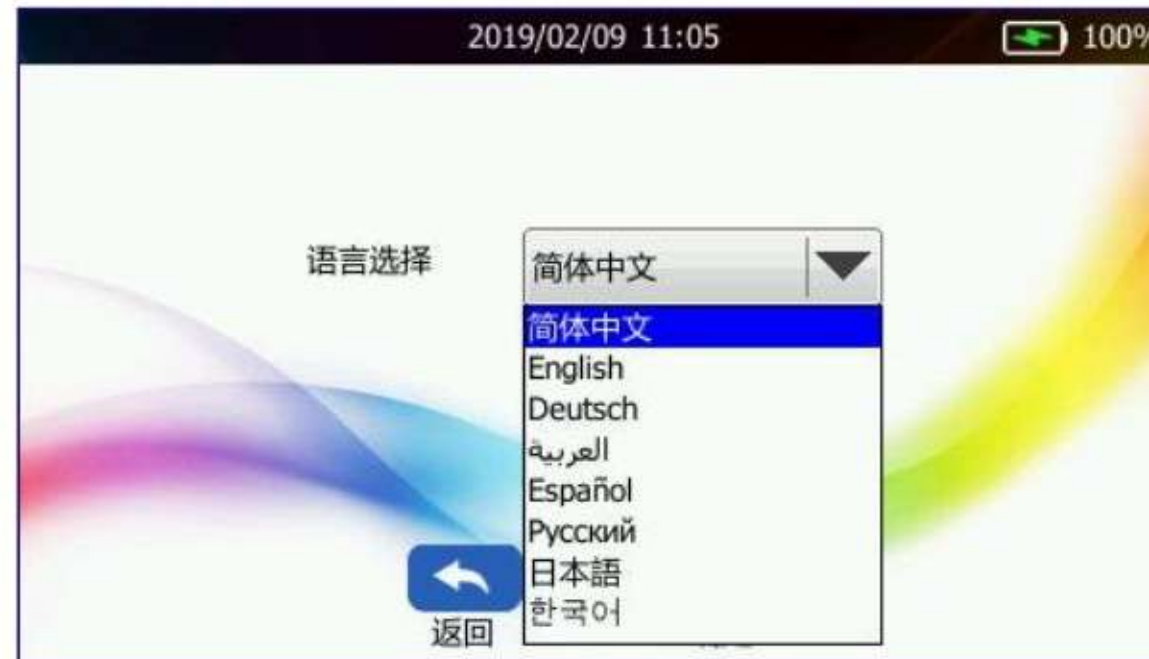 2019/02/09 11:05
100%
语言选择
简体中文
简体中文
English
Deutsch
العربية
Español
Русский
日本語
한국어
返回